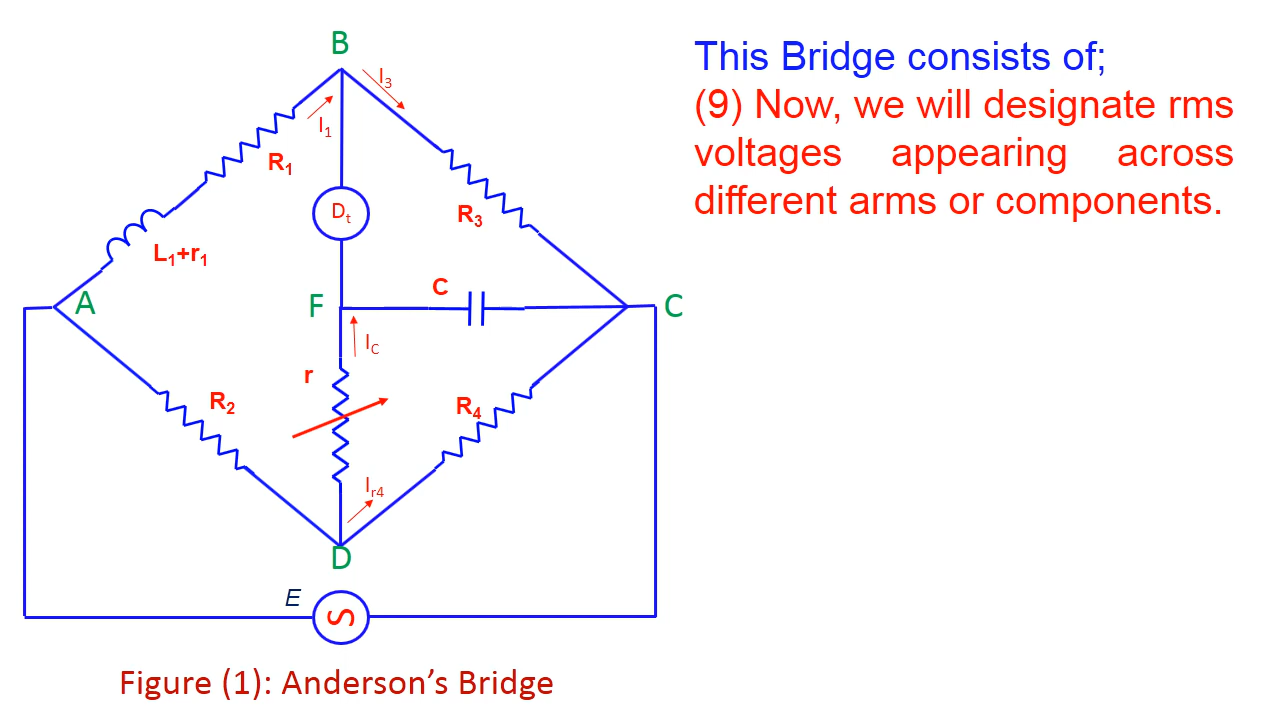 B
I3
I1
R1
Dt
R3
L1+r1
C
A
F
C
IC
r
R2
R4
Ir4
D
E
S
Figure (1): Anderson’s Bridge
This Bridge consists of;
(9) Now, we will designate rms
voltages appearing across
different arms or components.